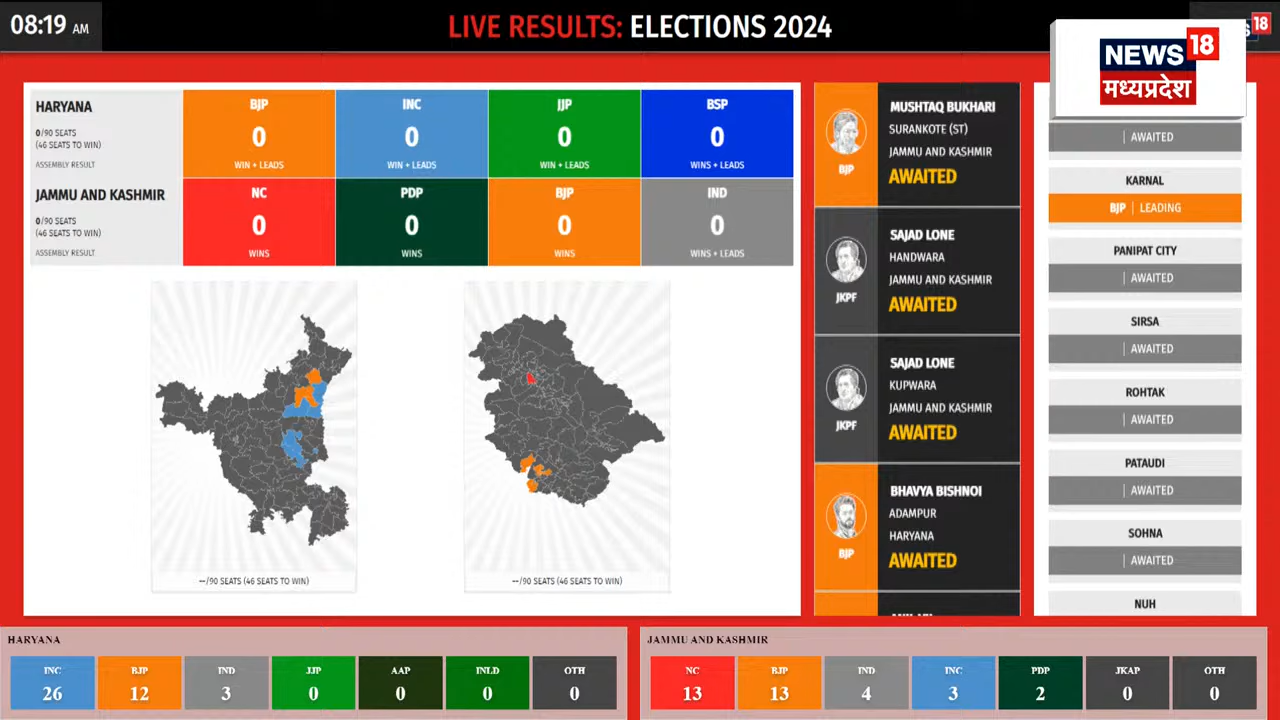 08:19 AM
LIVE RESULTS: ELECTIONS 2024
18
NEWS 18
मध्यप्रदेश
HARYANA
0/90 SEATS
(46 SEATS TO WIN)
ASSEMBLY RESULT
BJP
0
WIN + LEADS
INC
0
WIN + LEADS
JJP
0
WIN + LEADS
BSP
0
WINS + LEADS
JAMMU AND KASHMIR
0/90 SEATS
(46 SEATS TO WIN)
ASSEMBLY RESULT
NC
0
WINS
PDP
0
WINS
BJP
0
WINS
IND
0
WINS + LEADS
--/90 SEATS (46 SEATS TO WIN)
--/90 SEATS (46 SEATS TO WIN)
BJP
MUSHTAQ BUKHARI
SURANKOTE (ST)
JAMMU AND KASHMIR
AWAITED
JKPF
SAJAD LONE
HANDWARA
JAMMU AND KASHMIR
AWAITED
JKPF
SAJAD LONE
KUPWARA
JAMMU AND KASHMIR
AWAITED
BJP
BHAVYA BISHNOI
ADAMPUR
HARYANA
AWAITED
| AWAITED
KARNAL
BJP | LEADING
PANIPAT CITY
| AWAITED
SIRSA
| AWAITED
ROHTAK
| AWAITED
PATAUDI
| AWAITED
SOHNA
| AWAITED
NUH
HARYANA
INC
26
BJP
12
IND
3
JJP
0
AAP
0
INLD
0
OTH
0
JAMMU AND KASHMIR
NC
13
BJP
13
IND
4
INC
3
PDP
2
JKAP
0
OTH
0